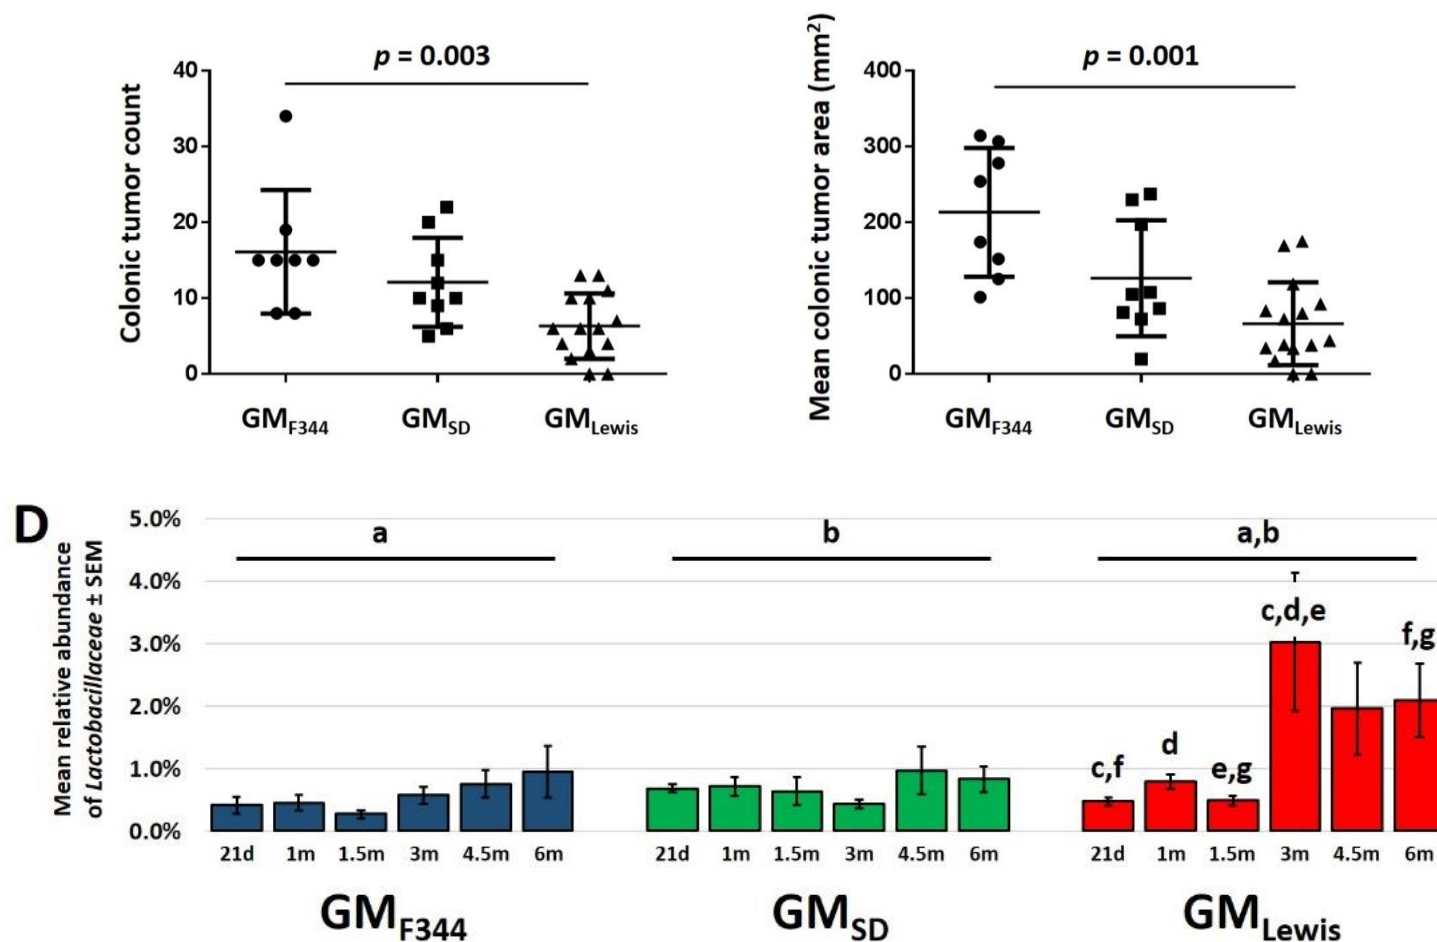 p = 0.003
Colonic tumor count
40
30
20
10
0
GMF344
GMSD
GMLewis
p = 0.001
Mean colonic tumor area (mm²)
400
300
200
100
0
GMF344
GMSD
GMLewis
D
Mean relative abundance
of Lactobacillaceae ± SEM
5.0%
4.0%
3.0%
2.0%
1.0%
0.0%
a
b
a,b
c,f
d
e,g
c,d,e
f,g
21d 1m 1.5m 3m 4.5m 6m
21d 1m 1.5m 3m 4.5m 6m
21d 1m 1.5m 3m 4.5m 6m
GMF344
GMSD
GMLewis